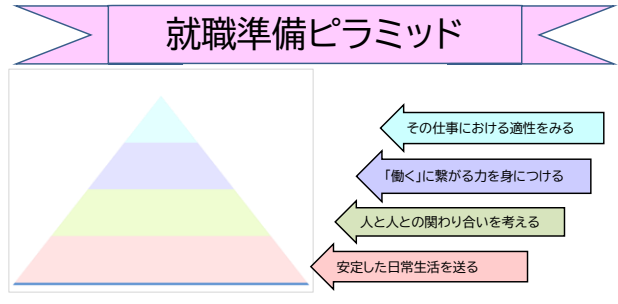 就職準備ピラミッド
その仕事における適性をみる
「働く」に繋がる力を身につける
人と人との関わり合いを考える
安定した日常生活を送る